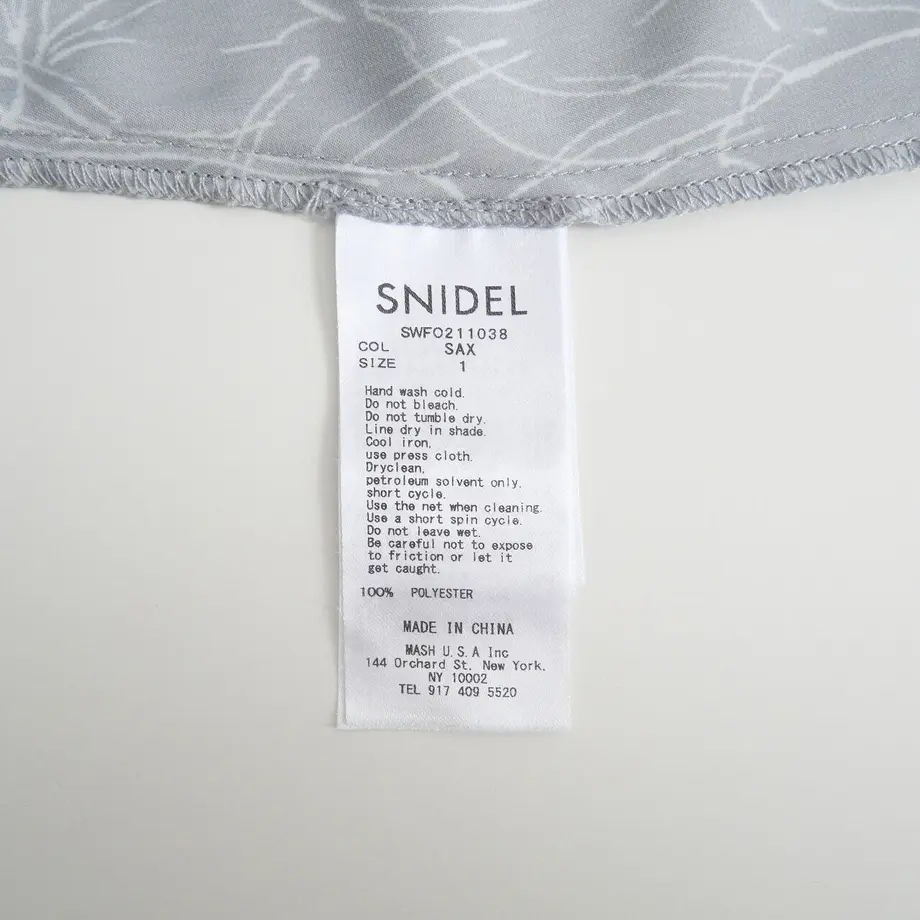 SNIDEL
SWFO211038
COL SAX
SIZE 1
Hand wash cold.
Do not bleach.
Do not tumble dry.
Line dry in shade.
Cool iron,
use press cloth.
Dryclean,
petroleum solvent only,
short cycle.
Use the net when cleaning.
Use a short spin cycle.
Do not leave wet.
Be careful not to expose
to friction or let it
get caught.
100% POLYESTER
MADE IN CHINA
MASH U.S.A Inc
144 Orchard St. New York,
NY 10002
TEL 917 409 5520